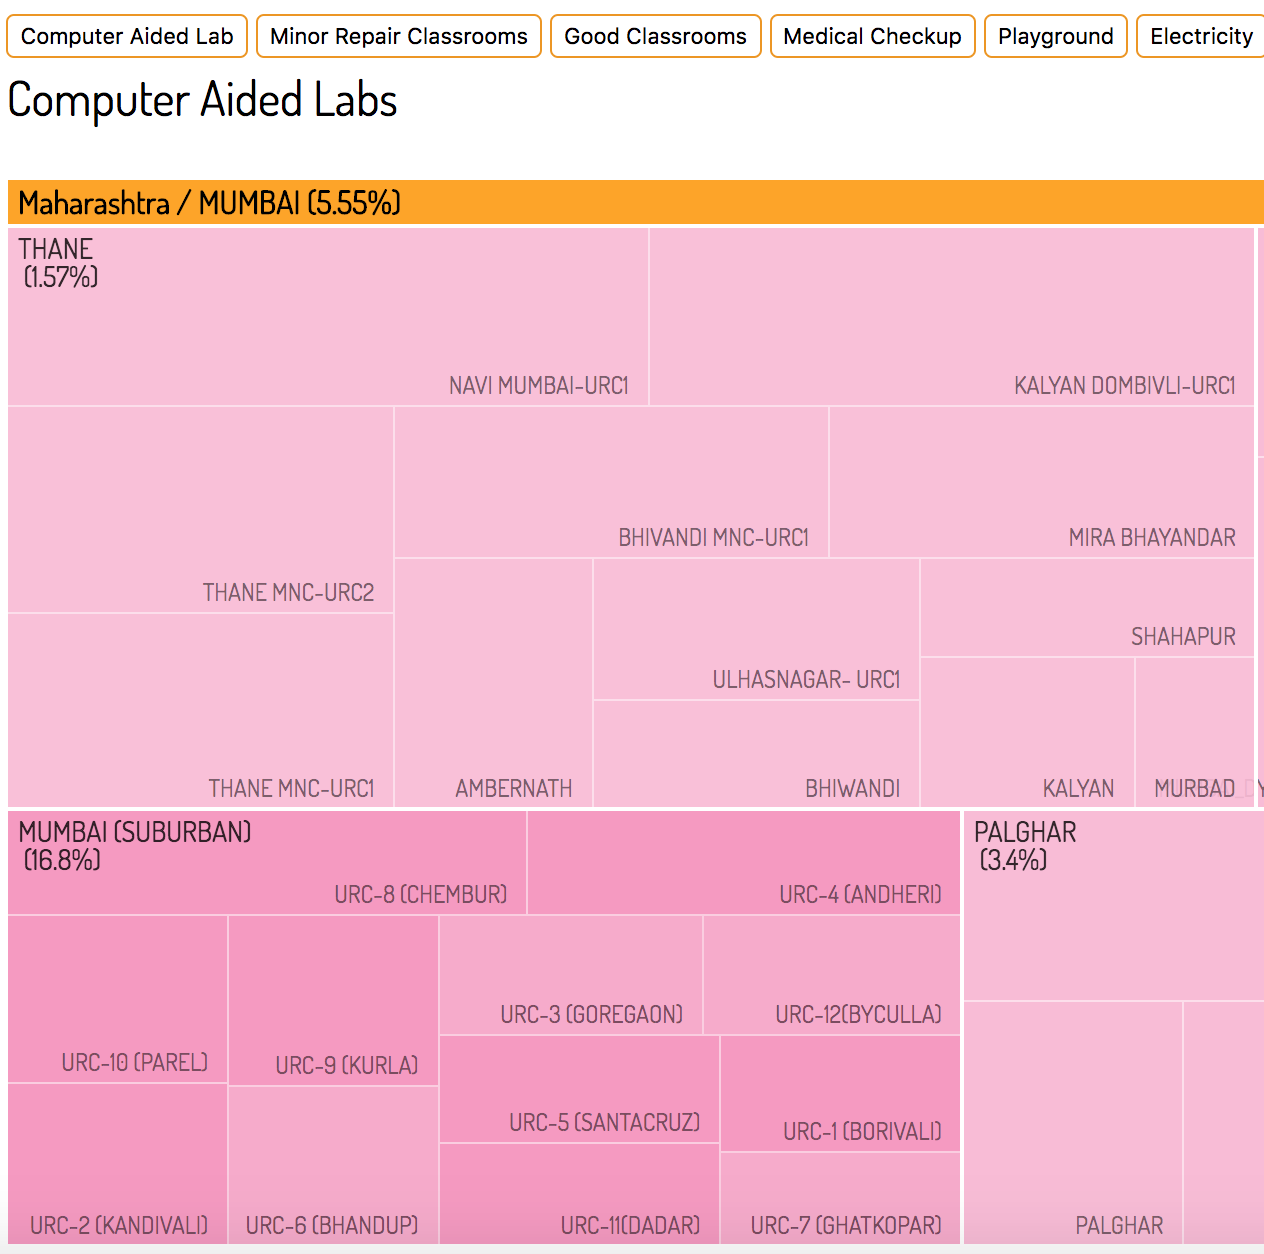 Computer Aided Lab Minor Repair Classrooms Good Classrooms Medical Checkup Playground Electricity
Computer Aided Labs
Maharashtra / MUMBAI (5.55%)
THANE
(1.57%)
NAVI MUMBAI-URC1
KALYAN DOMBIVLI-URC1
THANE MNC-URC2
BHIVANDI MNC-URC1
MIRA BHAYANDAR
THANE MNC-URC1
AMBERNATH
ULHASNAGAR- URC1
BHIWANDI
SHAHAPUR
KALYAN
MURBAD
MUMBAI (SUBURBAN)
(16.8%)
URC-8 (CHEMBUR)
URC-4 (ANDHERI)
URC-10 (PAREL)
URC-9 (KURLA)
URC-3 (GOREGAON)
URC-12(BYCULLA)
URC-5 (SANTACRUZ)
URC-1 (BORIVALI)
URC-2 (KANDIVALI)
URC-6 (BHANDUP)
URC-11(DADAR)
URC-7 (GHATKOPAR)
PALGHAR
(3.4%)
PALGHAR